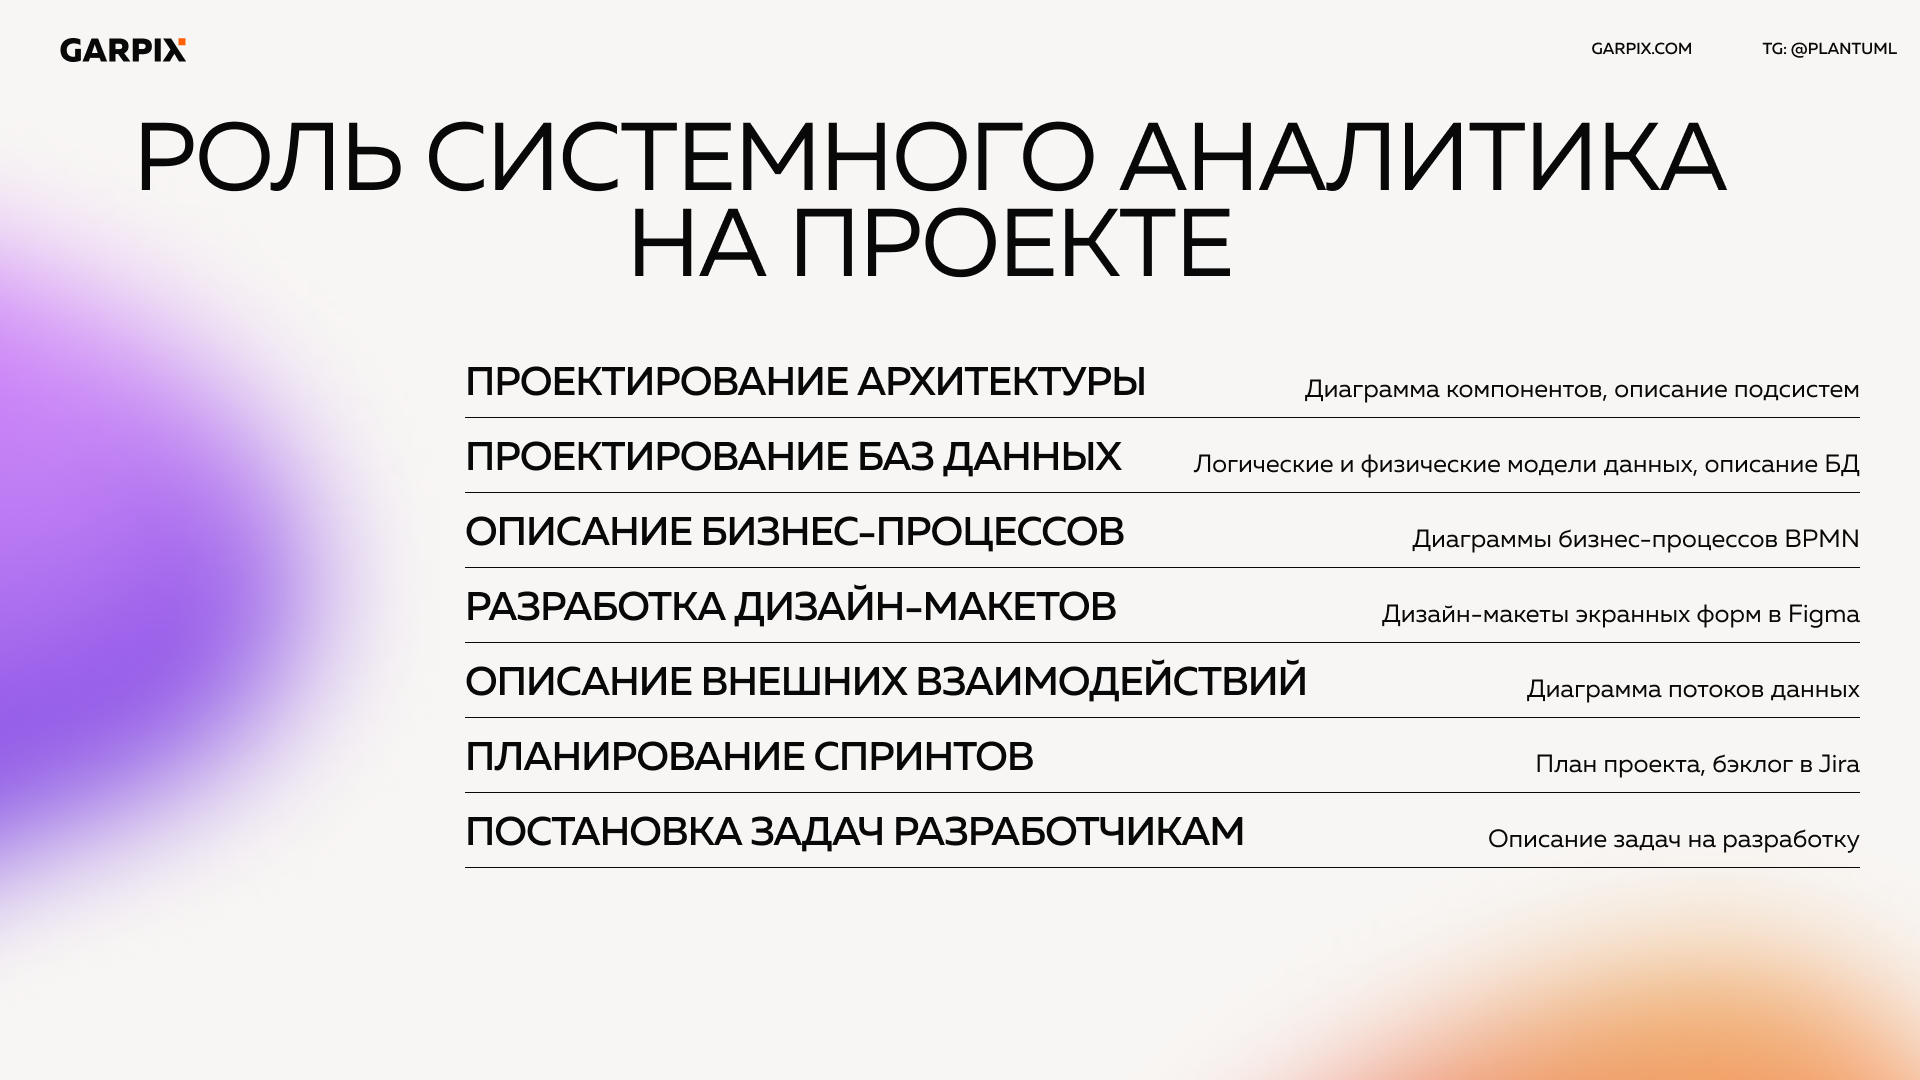 GARPIX
GARPIX.COM
TG: @PLANTUML
РОЛЬ СИСТЕМНОГО АНАЛИТИКА
НА ПРОЕКТЕ
ПРОЕКТИРОВАНИЕ АРХИТЕКТУРЫ
Диаграмма компонентов, описание подсистем
ПРОЕКТИРОВАНИЕ БАЗ ДАННЫХ
Логические и физические модели данных, описание БД
ОПИСАНИЕ БИЗНЕС-ПРОЦЕССОВ
Диаграммы бизнес-процессов BPMN
РАЗРАБОТКА ДИЗАЙН-МАКЕТОВ
Дизайн-макеты экранных форм в Figma
ОПИСАНИЕ ВНЕШНИХ ВЗАИМОДЕЙСТВИЙ
Диаграмма потоков данных
ПЛАНИРОВАНИЕ СПРИНТОВ
План проекта, бэклог в Jira
ПОСТАНОВКА ЗАДАЧ РАЗРАБОТЧИКАМ
Описание задач на разработку